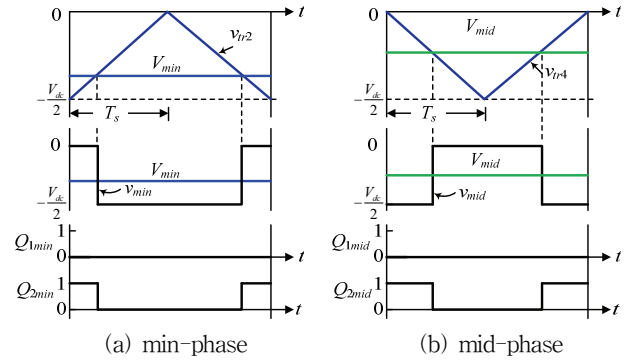 0
t
v_tr2
V_min
−V_dc/2
T_s
0
V_min
v_min
−V_dc/2
1
Q_1min
0
t
1
Q_2min
0
t
(a) min-phase
0
t
V_mid
v_tr4
−V_dc/2
T_s
0
V_mid
v_mid
−V_dc/2
1
Q_1mid
0
t
1
Q_2mid
0
t
(b) mid-phase